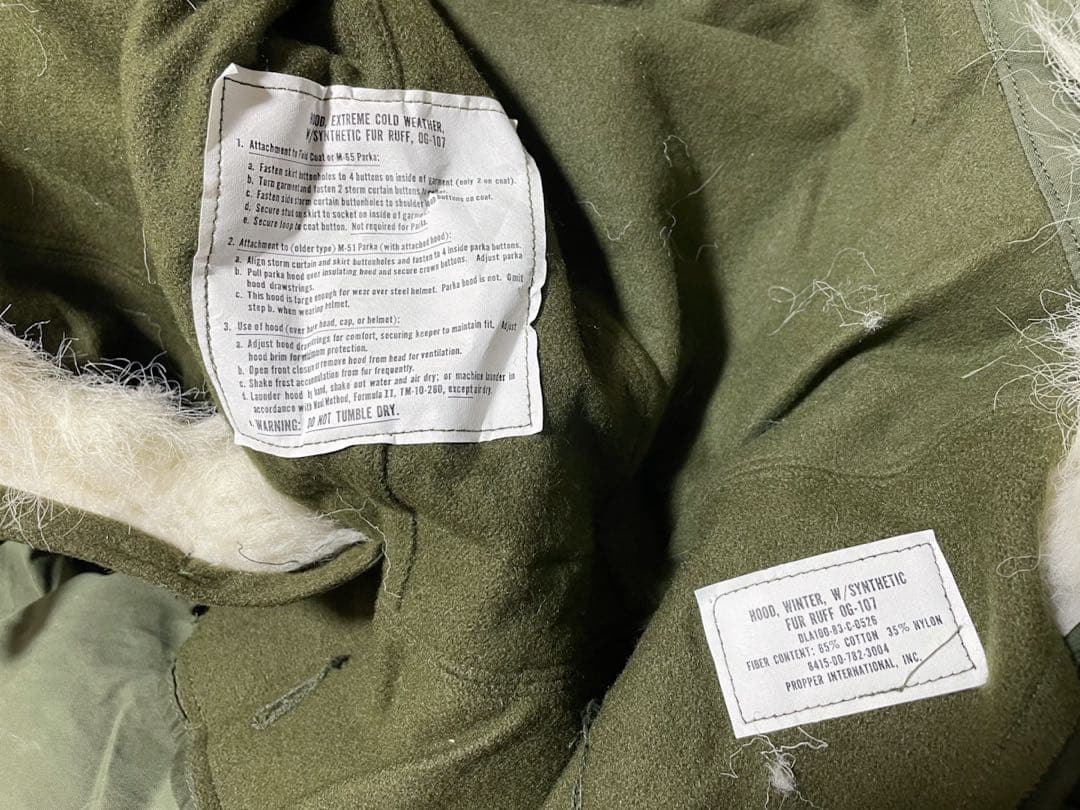 HOOD, EXTREME COLD WEATHER,
W/SYNTHETIC FUR RUFF, OG-107
1. Attachment to Field Coat or M-65 Parka:
a. Fasten skirt buttonholes to 4 buttons on inside of garment (only 2 on coat).
b. Turn garment and fasten 2 storm curtain buttons
c. Fasten side storm curtain buttonholes to shoulder loop buttons on coat.
d. Secure stud on skirt to socket on inside of garment
e. Secure loop to coat button. Not required for Parka.
2. Attachment to (older type) M-51 Parka (with attached hood):
a. Align storm curtain and skirt buttonholes and fasten to 4 inside parka buttons.
b. Pull parka hood over insulating hood and secure crown buttons. Adjust parka
hood drawstrings.
c. This hood is large enough for wear over steel helmet. Parka hood is not. Omit
step b. when wearing helmet.
3. Use of hood (over bare head, cap, or helmet):
a. Adjust hood drawstrings for comfort, securing keeper to maintain fit. Adjust
hood brim for maximum protection.
b. Open front closure or remove hood from head for ventilation.
c. Shake frost accumulation from fur frequently.
Launder hood by hand, shake out water and air dry; or machine launder in
accordance with Wool Method, Formula II, TM-10-280, except air dry.
WARNING: DO NOT TUMBLE DRY.
HOOD, WINTER, W/SYNTHETIC
FUR RUFF OG-107
DLA100-83-C-0526
FIBER CONTENT: 65% COTTON 35% NYLON
8415-00-782-3004
PROPPER INTERNATIONAL, INC.